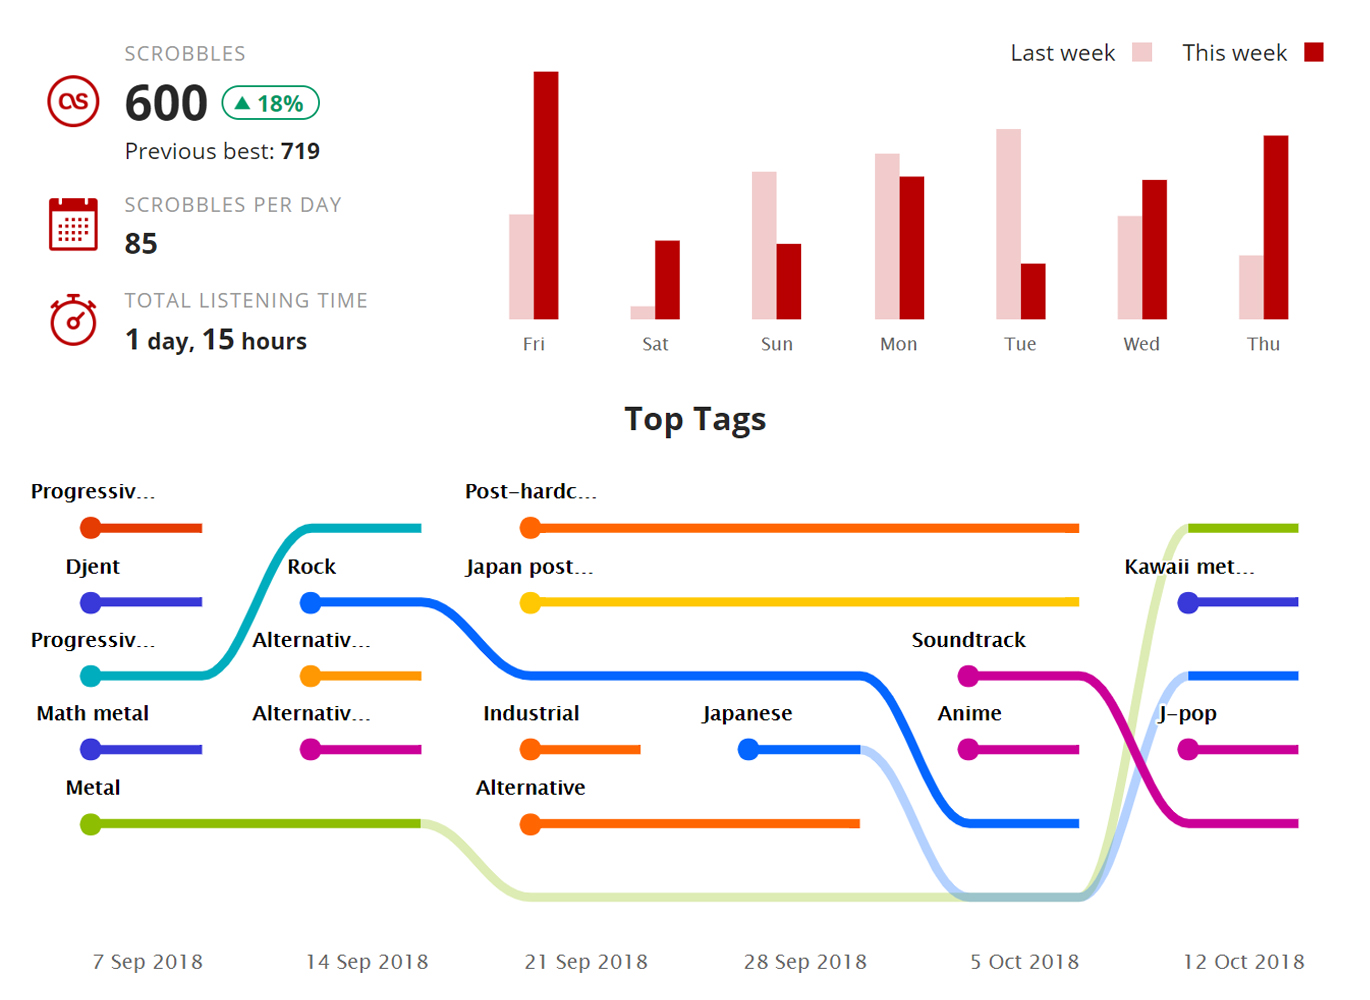 SCROBBLES
600 ▲ 18%
Previous best: 719
SCROBBLES PER DAY
85
TOTAL LISTENING TIME
1 day, 15 hours
Last week This week
Fri Sat Sun Mon Tue Wed Thu
Top Tags
Progressiv... Post-hardc...
Djent Rock Japan post... Kawaii met...
Progressiv... Alternativ... Soundtrack
Math metal Alternativ... Industrial Japanese Anime J-pop
Metal Alternative
7 Sep 2018 14 Sep 2018 21 Sep 2018 28 Sep 2018 5 Oct 2018 12 Oct 2018